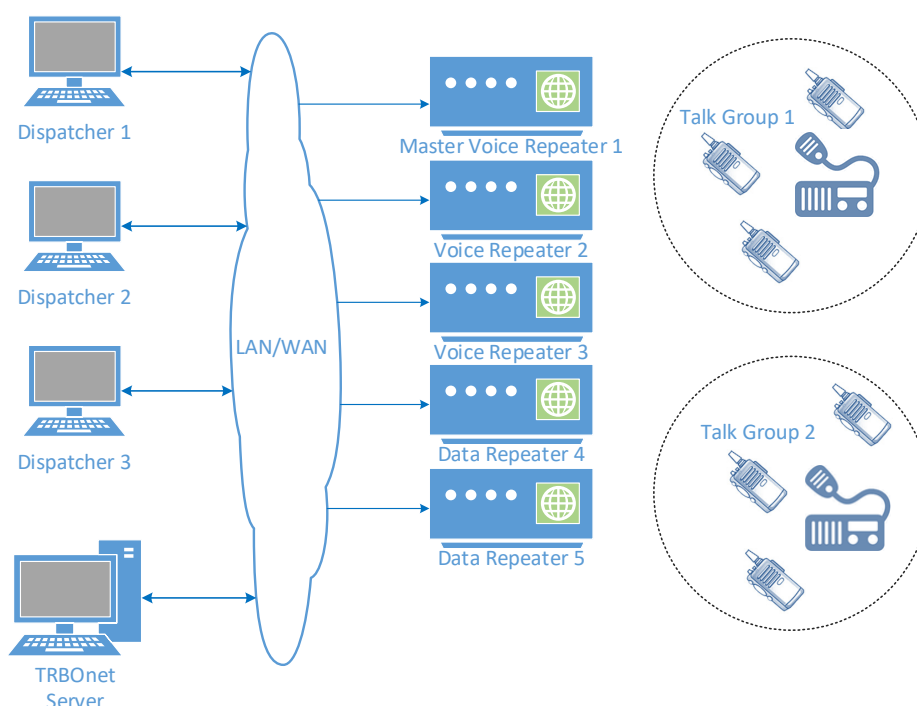 Dispatcher 1
Dispatcher 2
Dispatcher 3
TRBOnet
Server
LAN/WAN
Master Voice Repeater 1
Voice Repeater 2
Voice Repeater 3
Data Repeater 4
Data Repeater 5
Talk Group 1
Talk Group 2